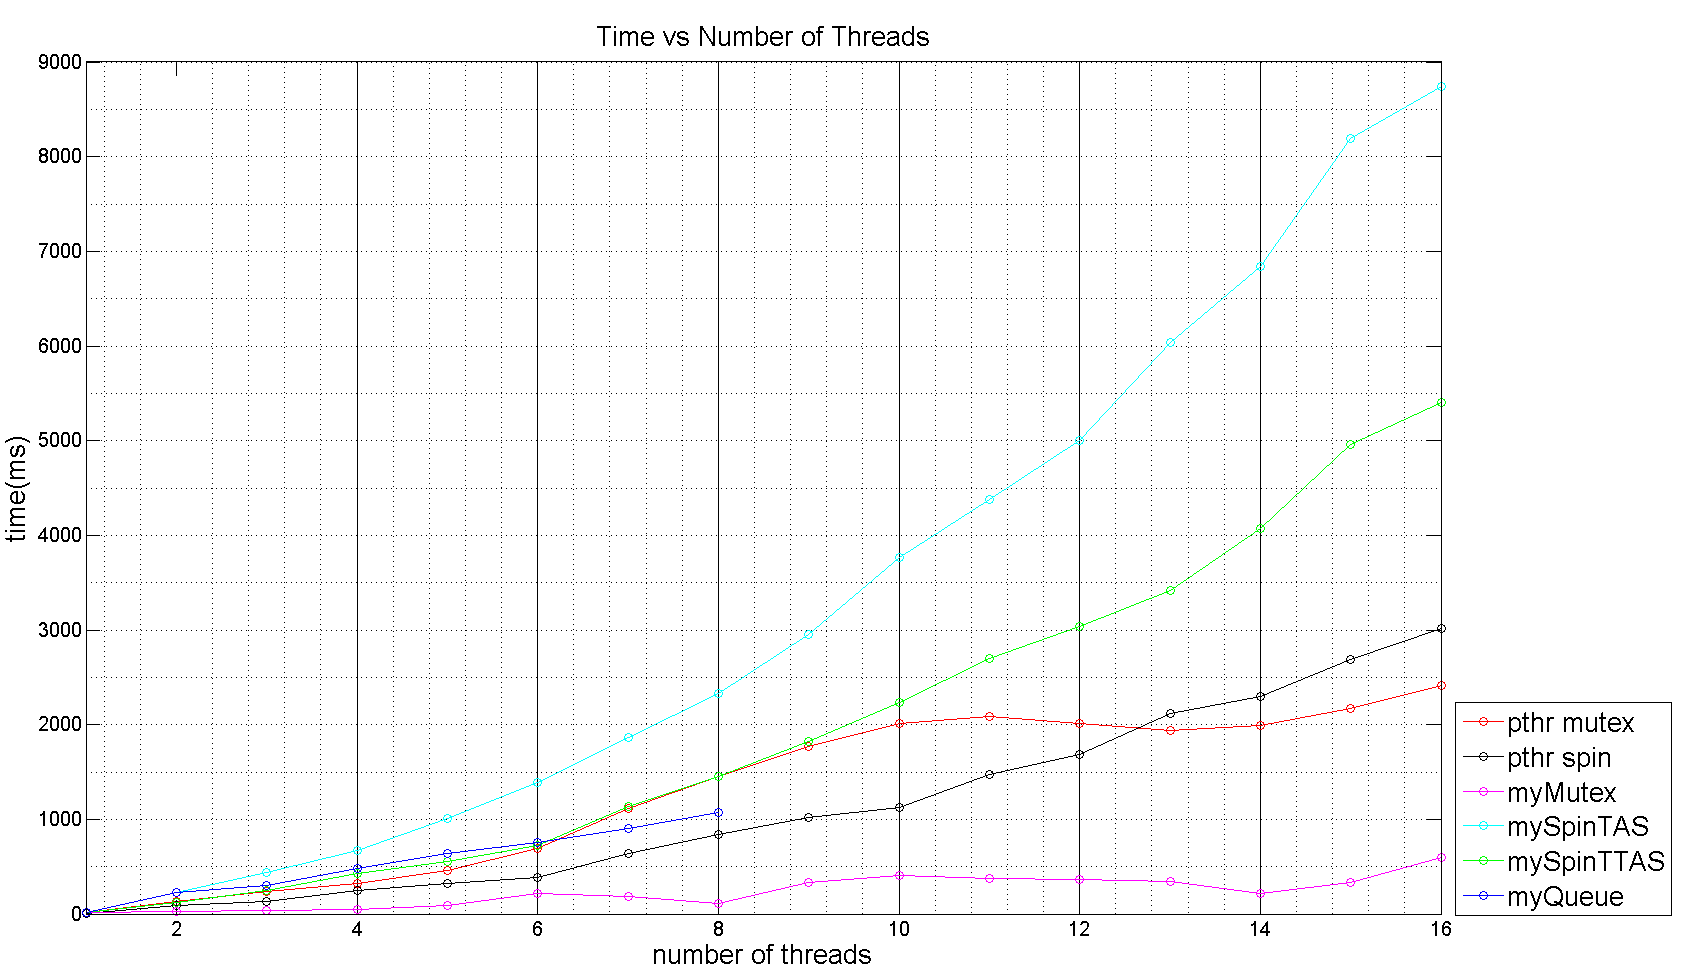 Time vs Number of Threads
9000
8000
7000
6000
5000
4000
3000
2000
1000
0
time(ms)
2
4
6
8
10
12
14
16
number of threads
pthr mutex
pthr spin
myMutex
mySpinTAS
mySpinTTAS
myQueue